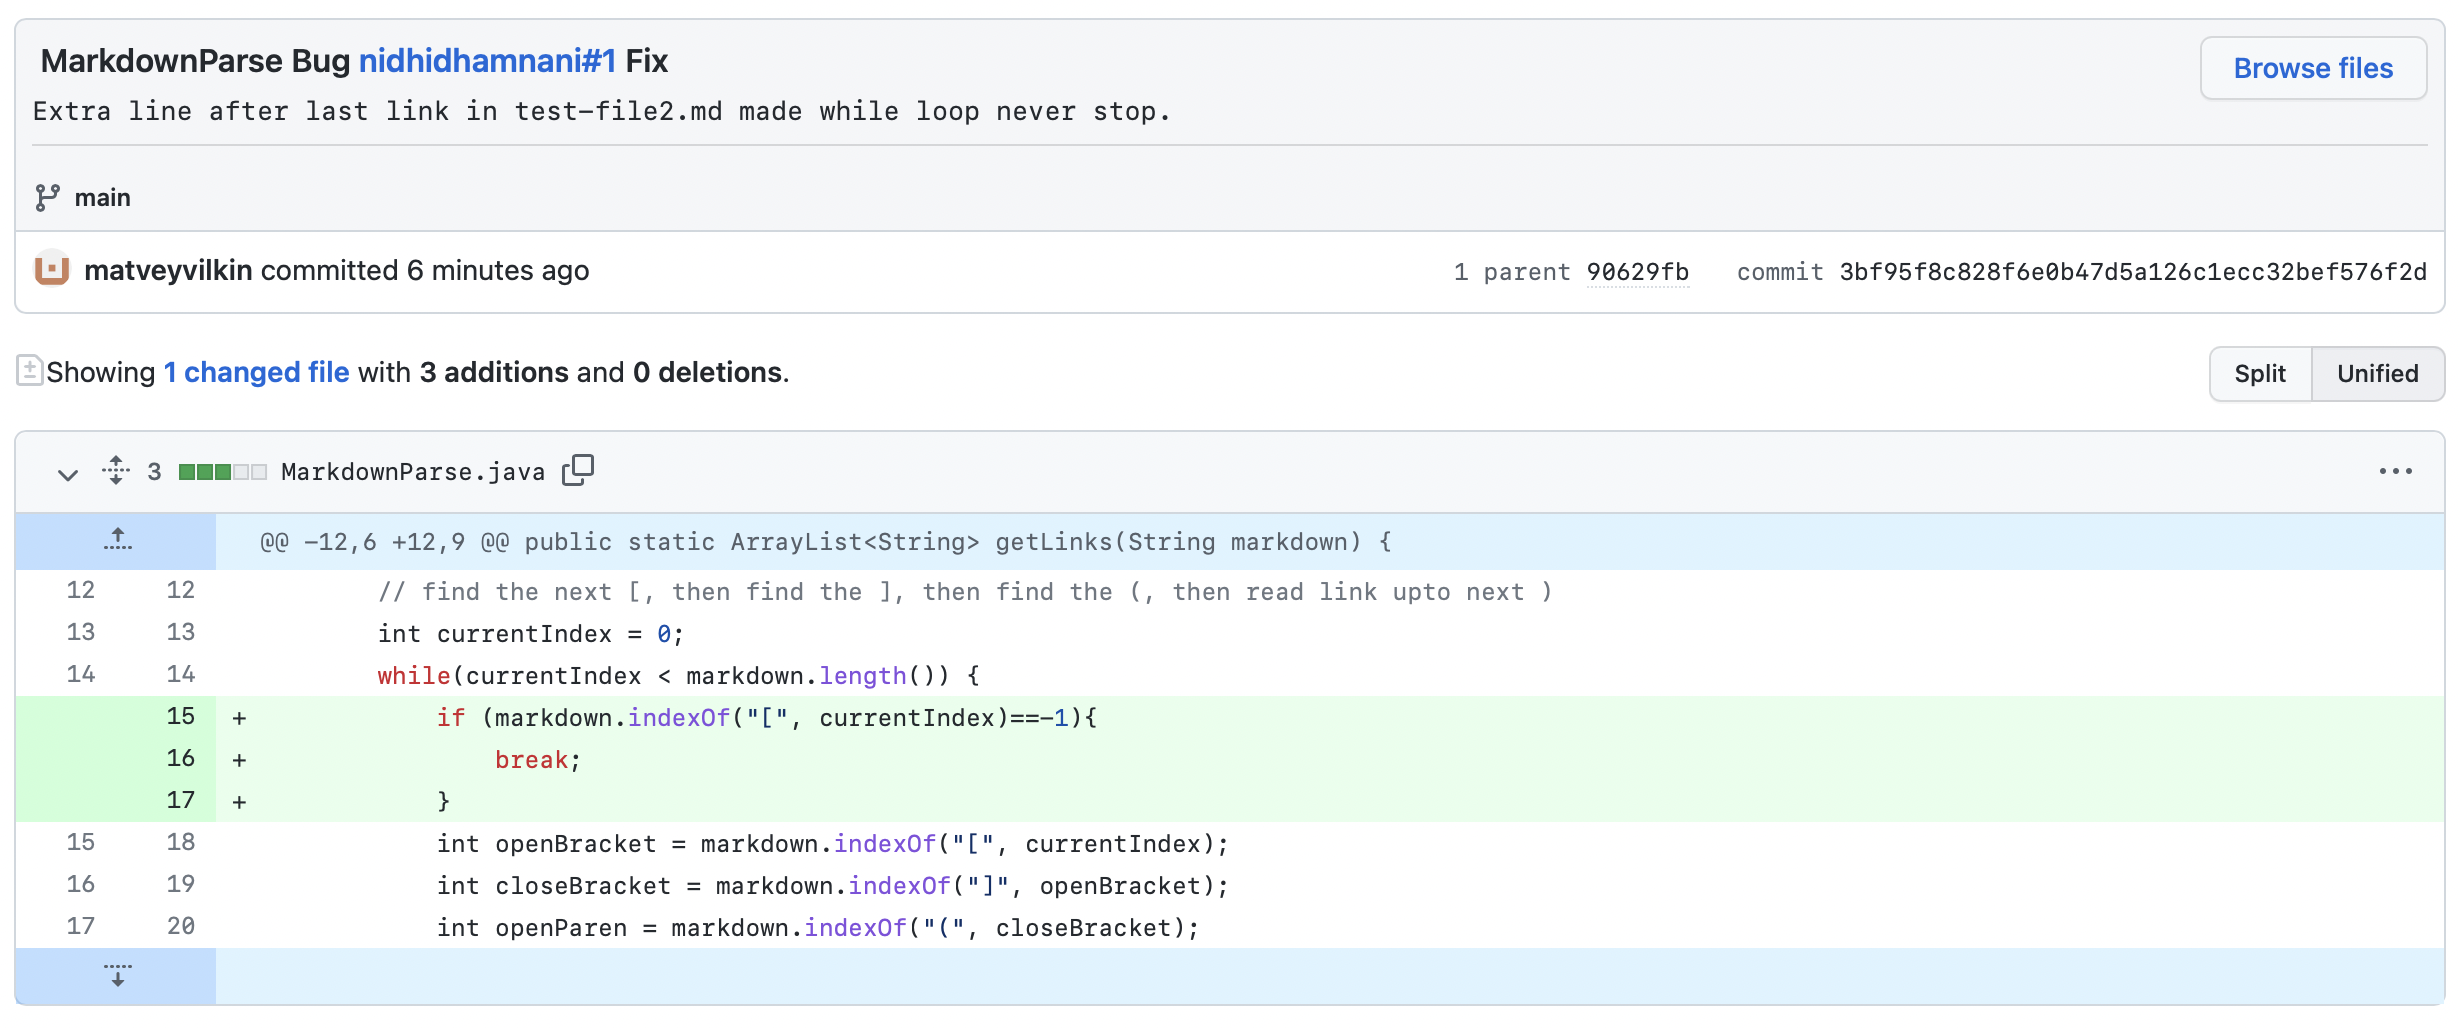 MarkdownParse Bug nidhidhamnani#1 Fix
Browse files
Extra line after last link in test-file2.md made while loop never stop.
main
matveyvilkin committed 6 minutes ago
1 parent 90629fb commit 3bf95f8c828f6e0b47d5a126c1ecc32bef576f2d
Showing 1 changed file with 3 additions and 0 deletions.
Split Unified
3 MarkdownParse.java
@@ -12,6 +12,9 @@ public static ArrayList<String> getLinks(String markdown) {
12 12 // find the next [, then find the ], then find the (, then read link upto next )
13 13 int currentIndex = 0;
14 14 while(currentIndex < markdown.length()) {
15 + if (markdown.indexOf("[", currentIndex)==-1){
16 + break;
17 + }
15 18 int openBracket = markdown.indexOf("[", currentIndex);
16 19 int closeBracket = markdown.indexOf("]", openBracket);
17 20 int openParen = markdown.indexOf("(", closeBracket);